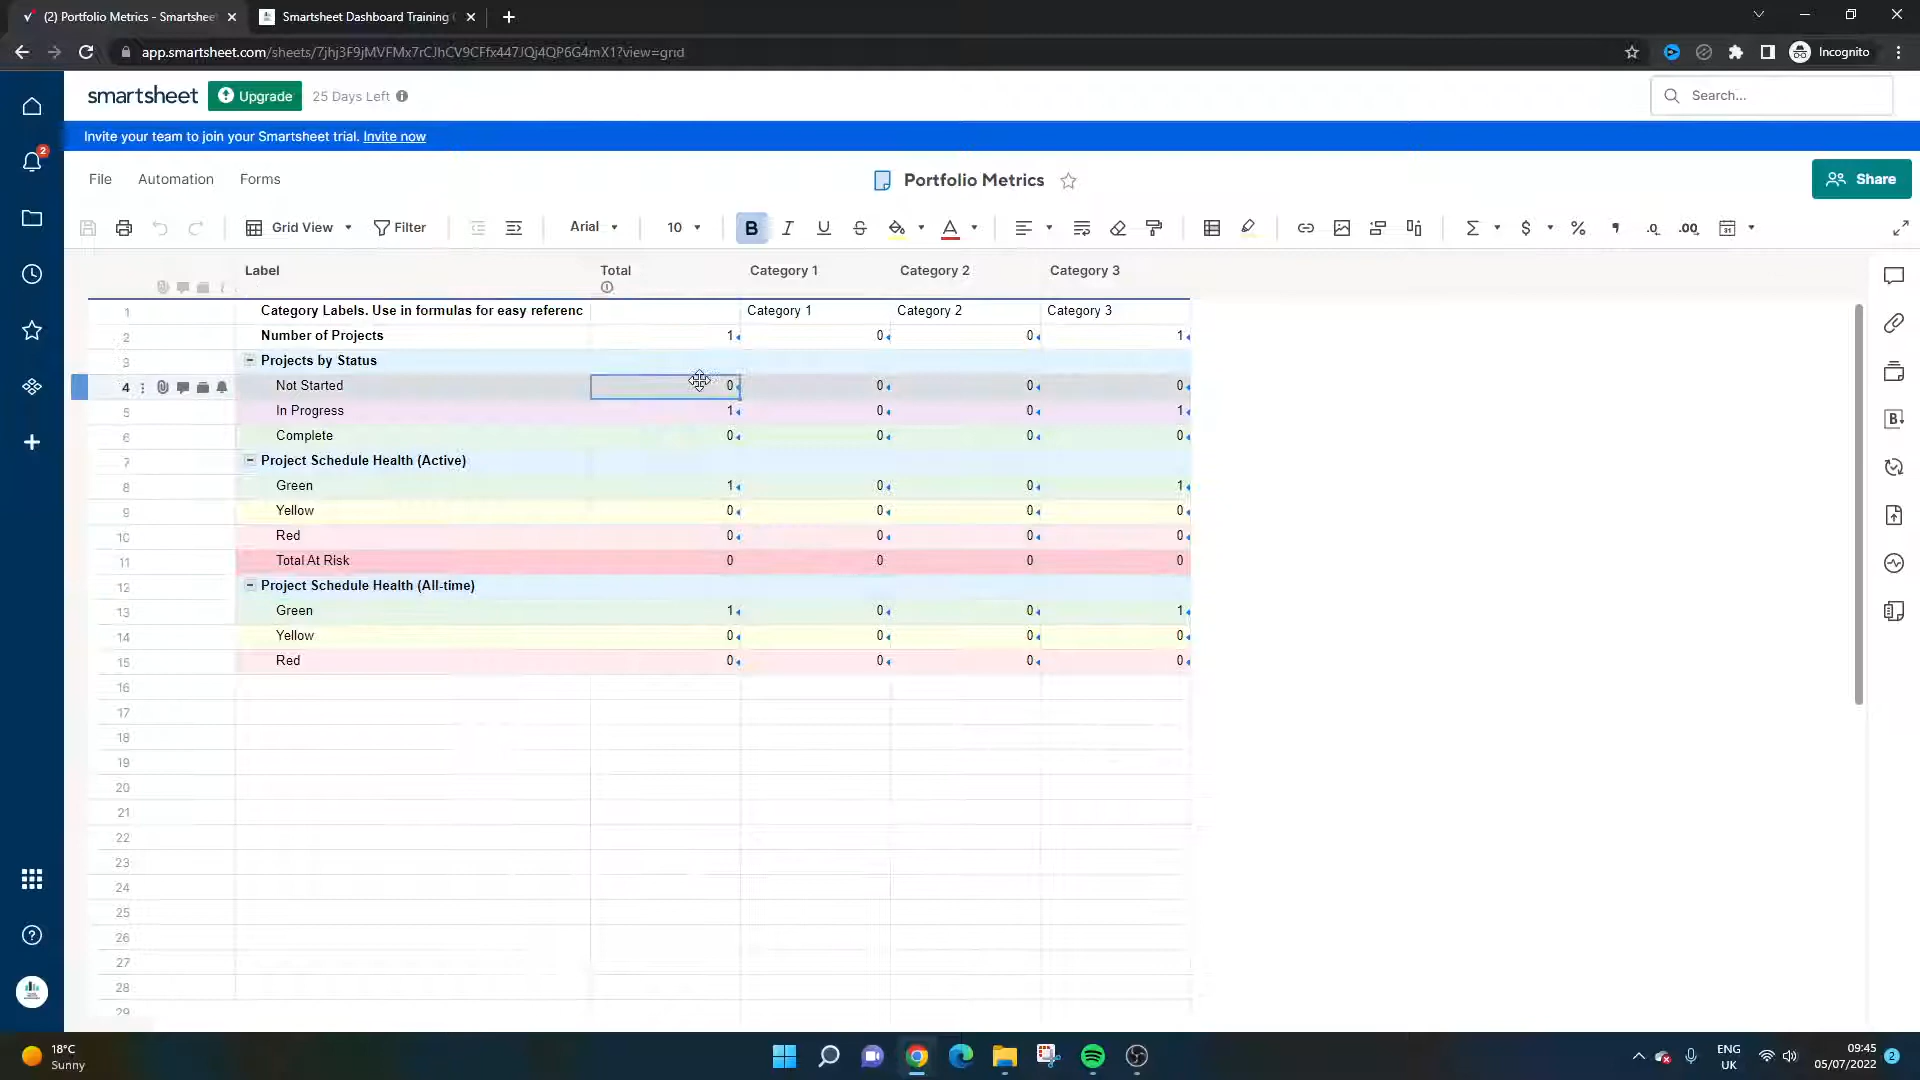 (2) Portfolio Metrics - Smartshee
Smartsheet Dashboard Training
app.smartsheet.com/sheets/7jhj3F9jMVFMx7rCJhCV9CFfx447JQj4QP6G4mX1?view=grid
Incognito
smartsheet
Upgrade
25 Days Left
Search...
2
Invite your team to join your Smartsheet trial. Invite now
File
Automation
Forms
Portfolio Metrics
Share
Grid View
Filter
Arial
10
B
I
U
S
A
Σ
$
%
.0
.00
31
Label
Total
Category 1
Category 2
Category 3
1 Category Labels. Use in formulas for easy referenc Category 1 Category 2 Category 3
2 Number of Projects 1 0 0 1
3 Projects by Status
4 Not Started 0 0 0 0
5 In Progress 1 0 0 1
6 Complete 0 0 0 0
7 Project Schedule Health (Active)
8 Green 1 0 0 1
9 Yellow 0 0 0 0
10 Red 0 0 0 0
11 Total At Risk 0 0 0 0
12 Project Schedule Health (All-time)
13 Green 1 0 0 1
14 Yellow 0 0 0 0
15 Red 0 0 0 0
16
17
18
19
20
21
22
23
24
25
26
27
28
29
18°C
Sunny
ENG
UK
09:45
05/07/2022
2